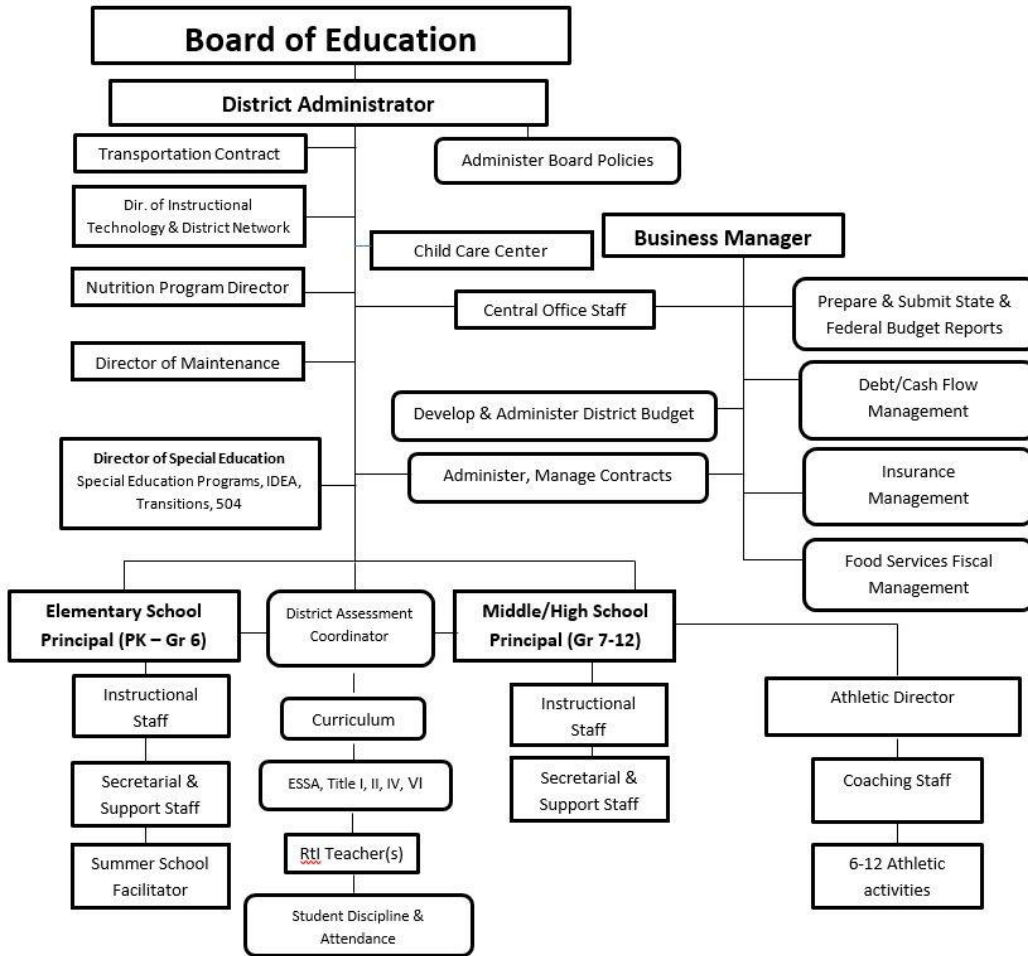 Board of Education
District Administrator
Transportation Contract
Administer Board Policies
Dir. of Instructional
Technology & District Network
Child Care Center
Business Manager
Nutrition Program Director
Central Office Staff
Prepare & Submit State &
Federal Budget Reports
Director of Maintenance
Debt/Cash Flow
Management
Develop & Administer District Budget
Director of Special Education
Special Education Programs, IDEA,
Transitions, 504
Administer, Manage Contracts
Insurance
Management
Food Services Fiscal
Management
Elementary School
Principal (PK – Gr 6)
District Assessment
Coordinator
Middle/High School
Principal (Gr 7-12)
Instructional
Staff
Curriculum
Instructional
Staff
Athletic Director
Secretarial &
Support Staff
ESSA, Title I, II, IV, VI
Secretarial &
Support Staff
Coaching Staff
Summer School
Facilitator
RtI Teacher(s)
6-12 Athletic
activities
Student Discipline &
Attendance